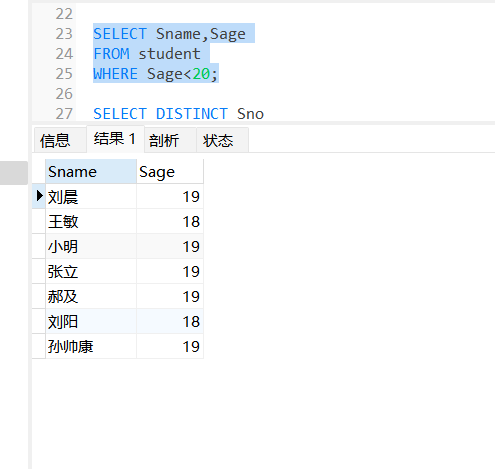 22
23 SELECT Sname,Sage
24 FROM student
25 WHERE Sage<20;
26
27 SELECT DISTINCT Sno
信息 结果 1 剖析 状态
Sname Sage
刘晨 19
王敏 18
小明 19
张立 19
郝及 19
刘阳 18
孙帅康 19